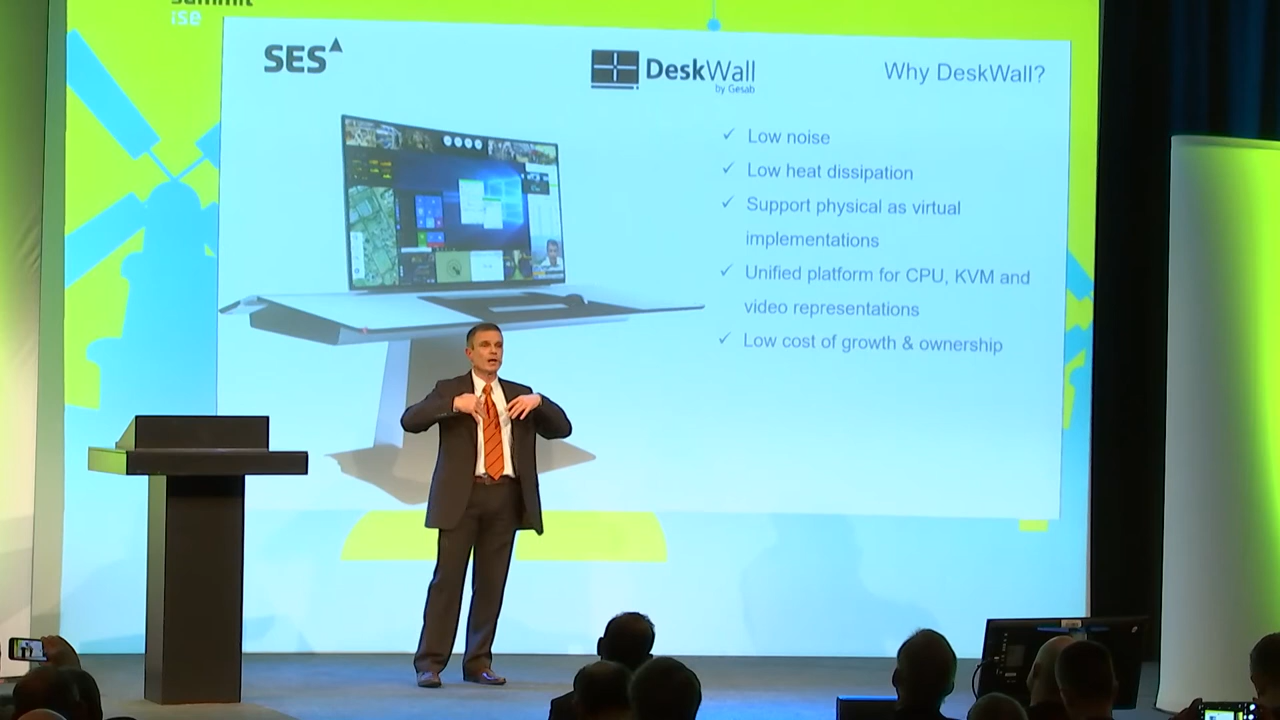 summit
ise
SES
DeskWall
by Gesab
Why DeskWall?
✓ Low noise
✓ Low heat dissipation
✓ Support physical as virtual
implementations
✓ Unified platform for CPU, KVM and
video representations
✓ Low cost of growth & ownership